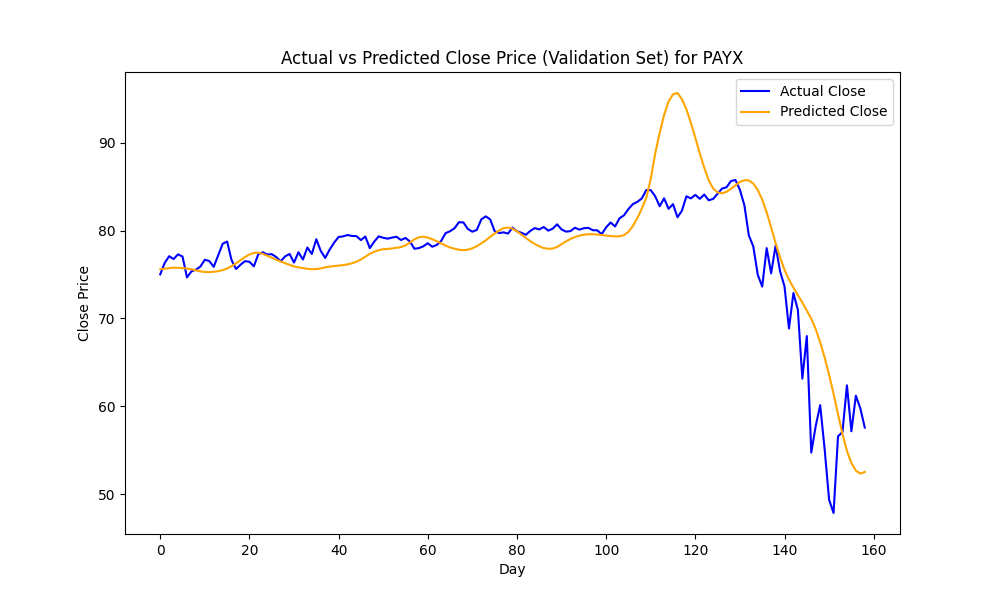 Actual vs Predicted Close Price (Validation Set) for PAYX
Actual Close
Predicted Close
Close Price
90
80
70
60
50
0 20 40 60 80 100 120 140 160
Day